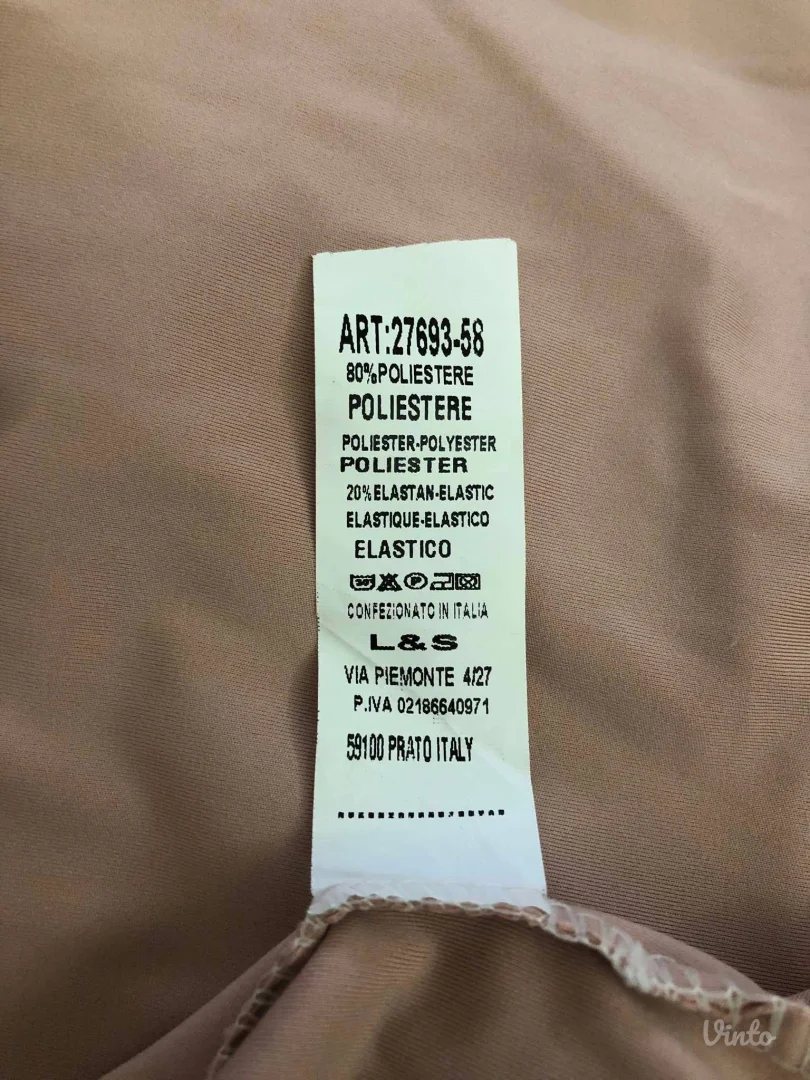 ART:27693-58
80%POLIESTERE
POLIESTERE
POLIESTER-POLYESTER
POLIESTER
20%ELASTAN-ELASTIC
ELASTIQUE-ELASTICO
ELASTICO
30° P
CONFEZIONATO IN ITALIA
L&S
VIA PIEMONTE 4/27
P.IVA 02186640971
59100 PRATO ITALY
Vinto